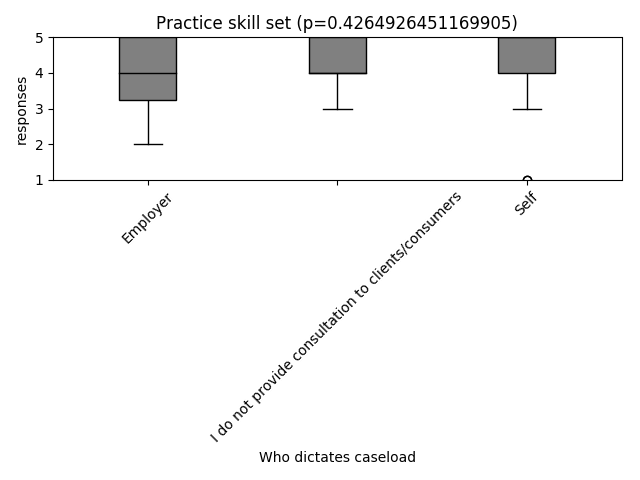 Practice skill set (p=0.4264926451169905)
5
4
3
2
1
responses
Employer
I do not provide consultation to clients/consumers
Self
Who dictates caseload